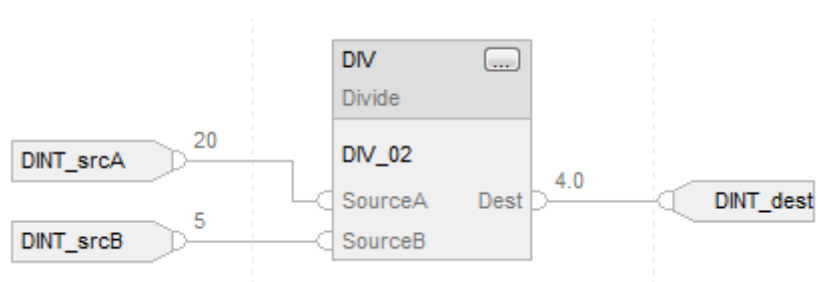 DIV ...
Divide
DIV_02
20
DINT_srcA
SourceA Dest
4.0
DINT_dest
5
DINT_srcB
SourceB